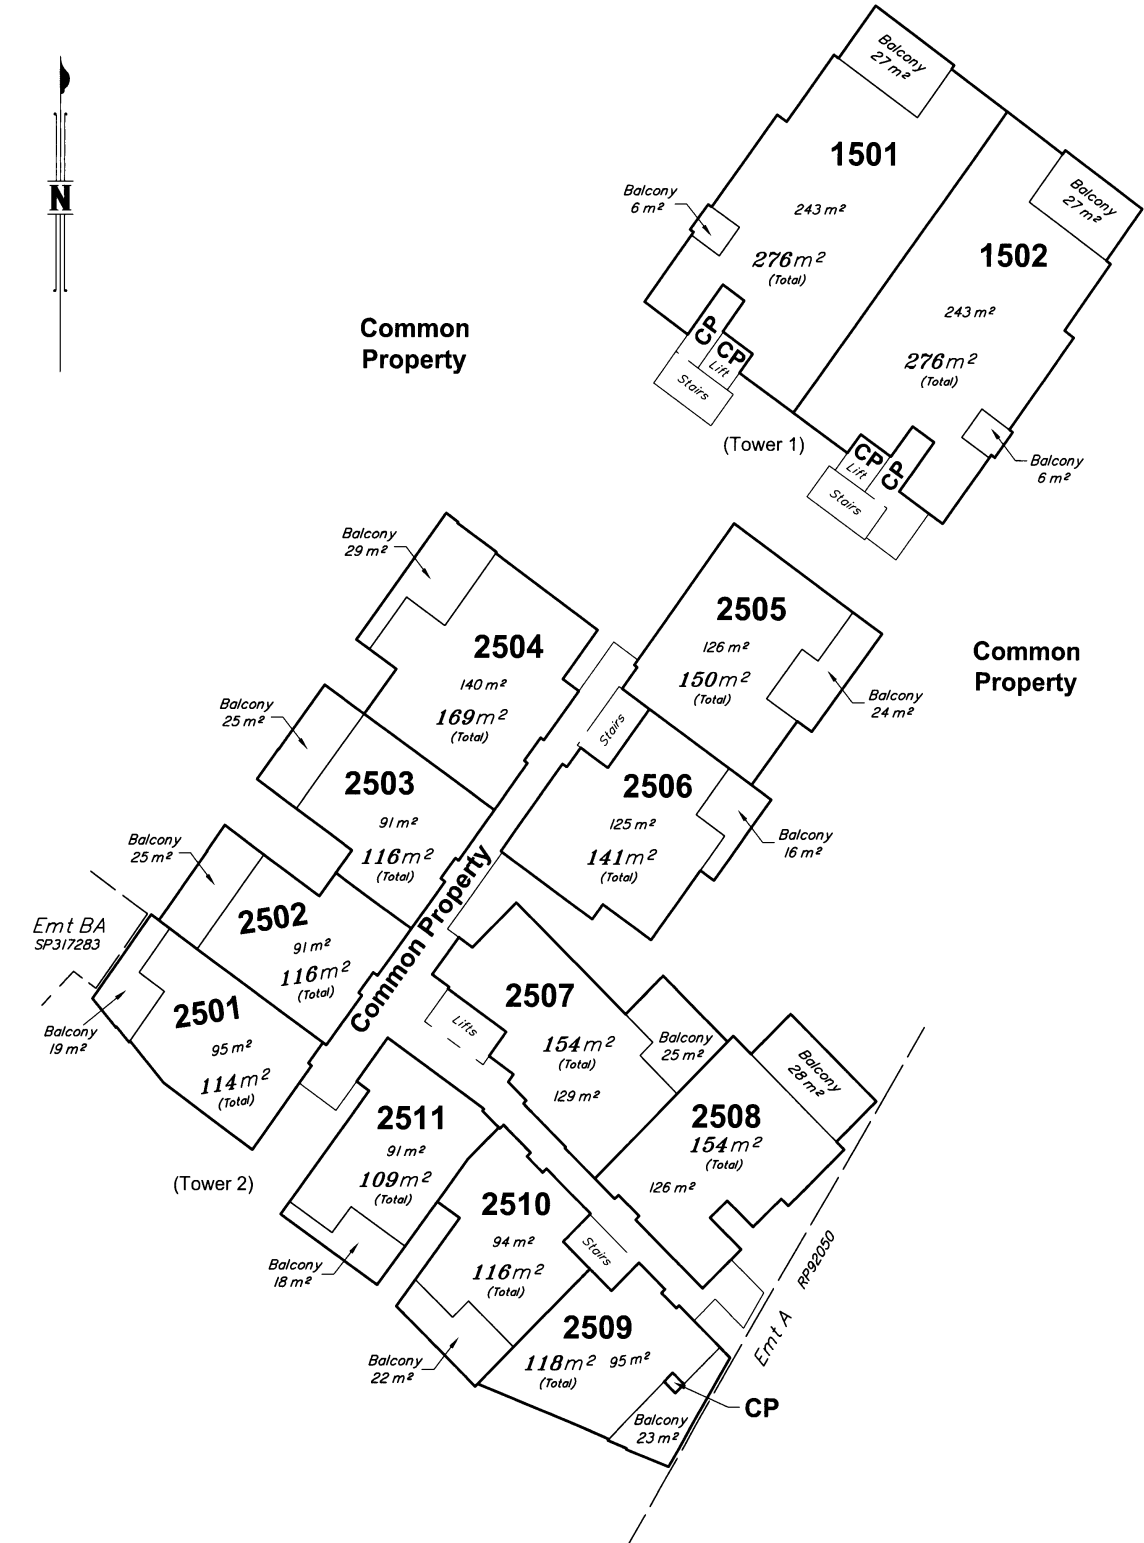 Balcony
27 m²
1501
243 m²
276 m²
(Total)
Balcony
6 m²
CP
CP
Lift
Stairs
Balcony
27 m²
1502
243 m²
276 m²
(Total)
CP
CP
Lift
Stairs
Balcony
6 m²
(Tower 1)
N
Common
Property
Common
Property
Balcony
29 m²
2504
140 m²
169 m²
(Total)
2505
126 m²
150 m²
(Total)
Balcony
24 m²
Stairs
Balcony
25 m²
2503
91 m²
116 m²
(Total)
2506
125 m²
141 m²
(Total)
Balcony
16 m²
Balcony
25 m²
2502
91 m²
116 m²
(Total)
Common Property
Emt BA
SP317283
Balcony
19 m²
2501
95 m²
114 m²
(Total)
2507
154 m²
(Total)
129 m²
Balcony
25 m²
Lifts
Balcony
28 m²
2508
154 m²
(Total)
126 m²
2511
91 m²
109 m²
(Total)
Balcony
18 m²
(Tower 2)
2510
94 m²
116 m²
(Total)
Balcony
22 m²
Stairs
2509
118 m² 95 m²
(Total)
Balcony
23 m²
CP
Emt A RP92050